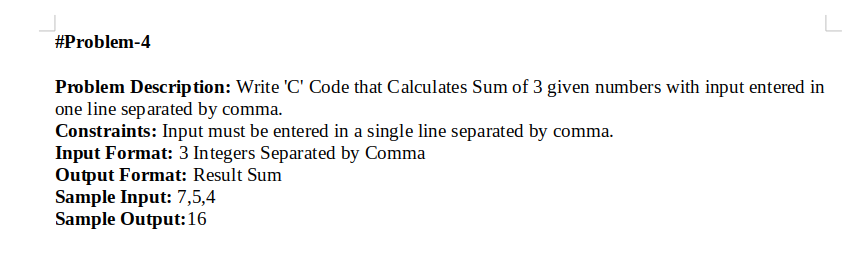 #Problem-4
Problem Description: Write 'C' Code that Calculates Sum of 3 given numbers with input entered in
one line separated by comma.
Constraints: Input must be entered in a single line separated by comma.
Input Format: 3 Integers Separated by Comma
Output Format: Result Sum
Sample Input: 7,5,4
Sample Output:16